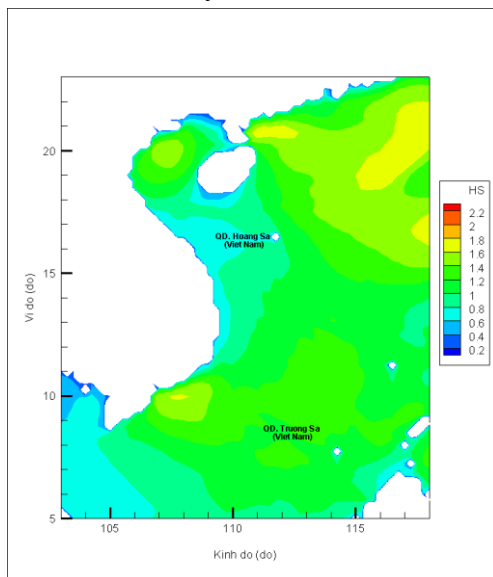 HS
2.2
2
1.8
1.6
1.4
1.2
1
0.8
0.6
0.4
0.2
20
15
10
5
Vi do (do)
QD. Hoang Sa
(Viet Nam)
QD. Truong Sa
(Viet Nam)
105
110
115
Kinh do (do)